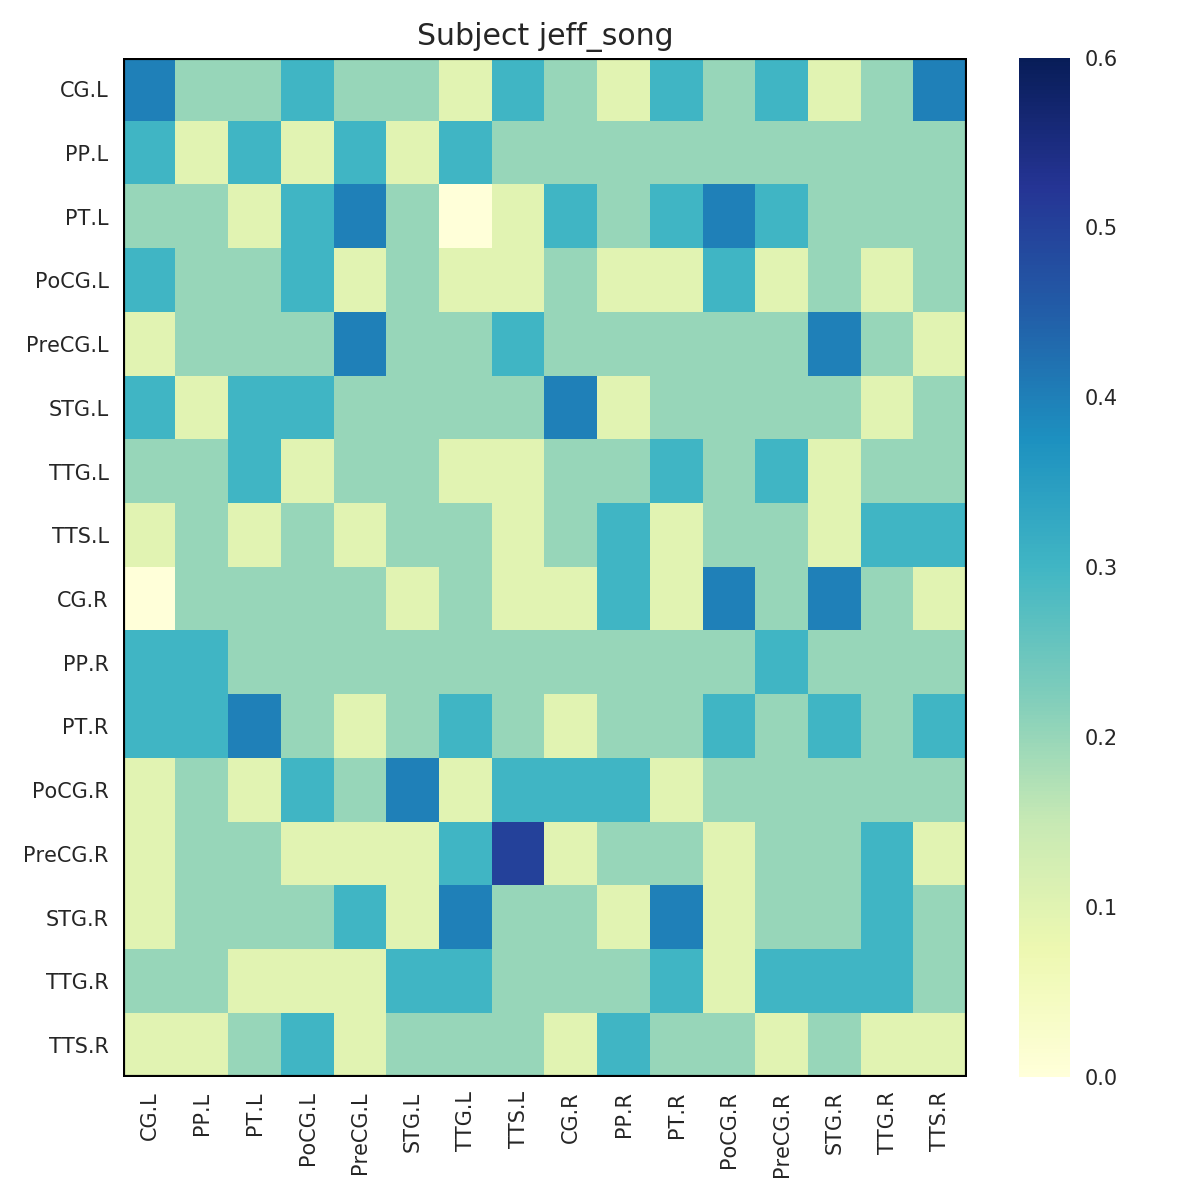 Subject jeff_song
CG.L
PP.L
PT.L
PoCG.L
PreCG.L
STG.L
TTG.L
TTS.L
CG.R
PP.R
PT.R
PoCG.R
PreCG.R
STG.R
TTG.R
TTS.R
CG.L PP.L PT.L PoCG.L PreCG.L STG.L TTG.L TTS.L CG.R PP.R PT.R PoCG.R PreCG.R STG.R TTG.R TTS.R
0.6
0.5
0.4
0.3
0.2
0.1
0.0